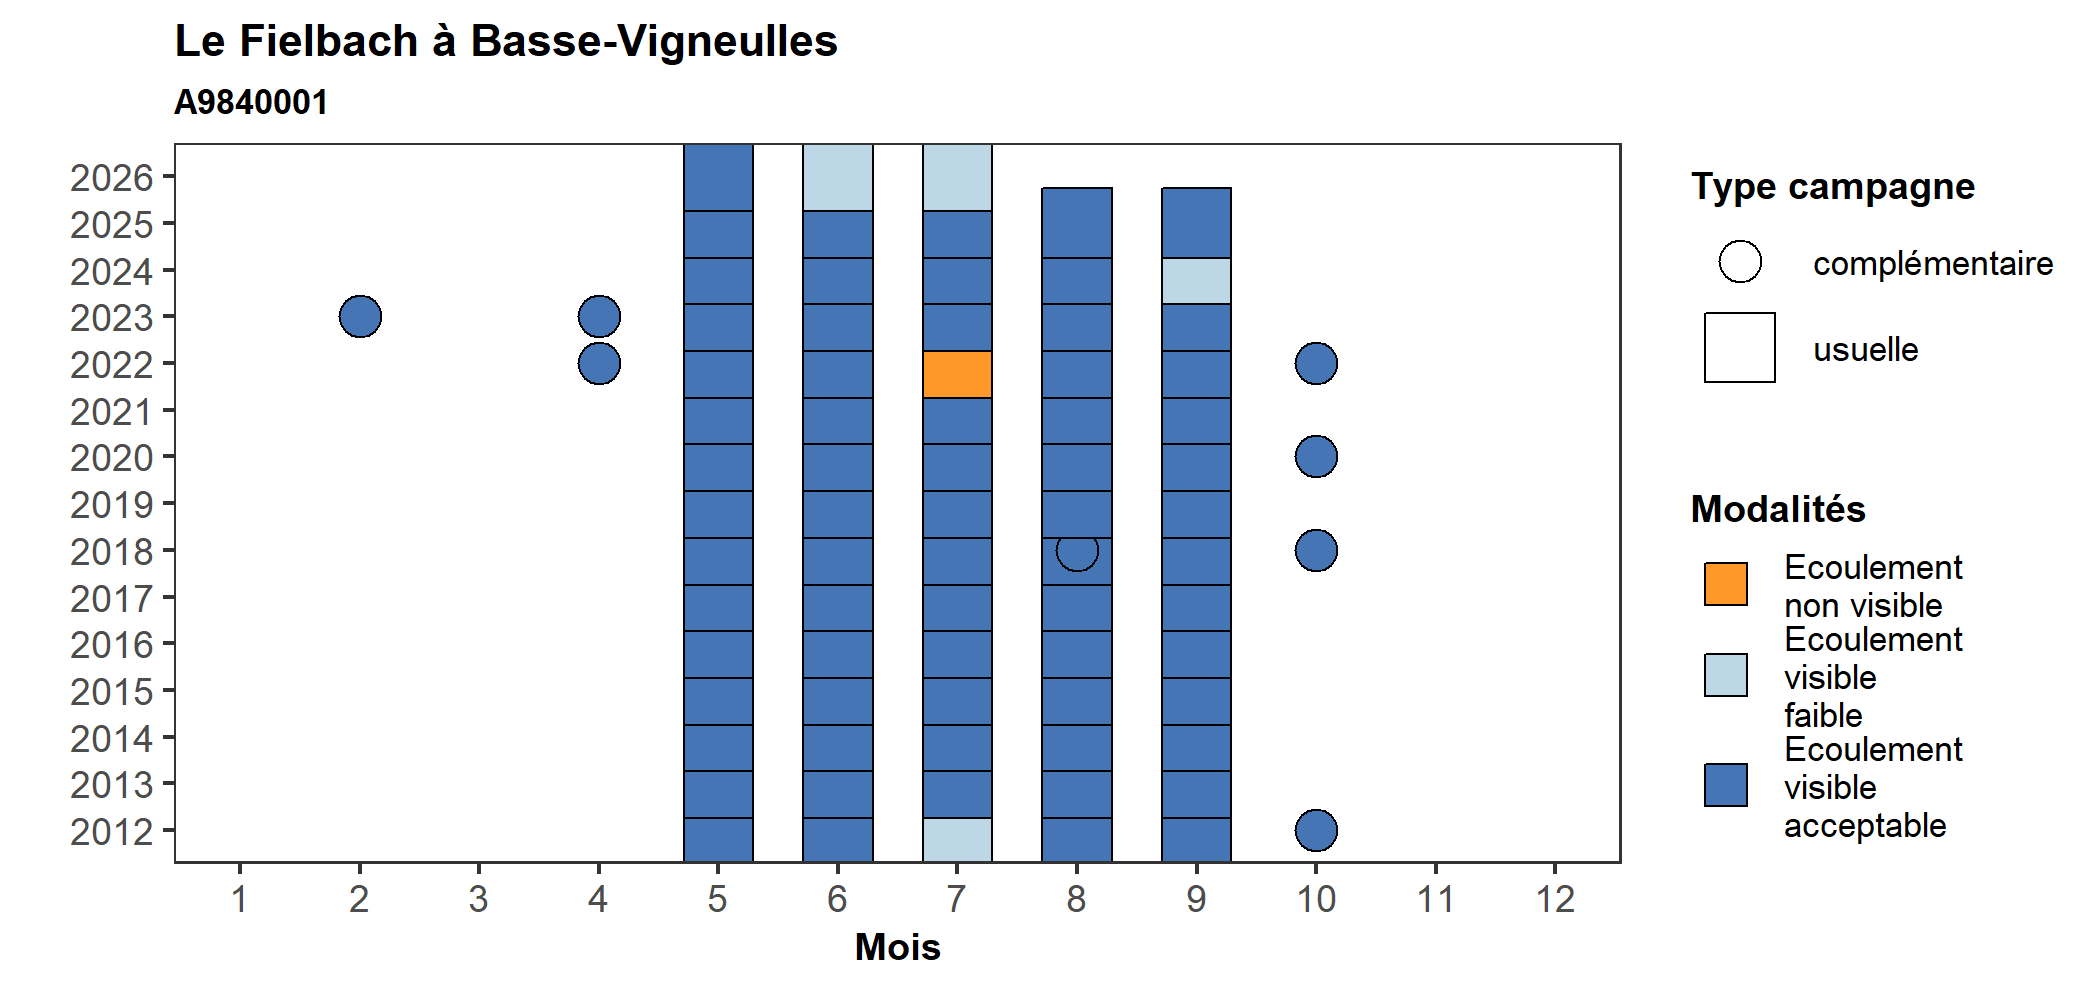 Le Fielbach à Basse-Vigneulles
A9840001
2026
2025
2024
2023
2022
2021
2020
2019
2018
2017
2016
2015
2014
2013
2012
1 2 3 4 5 6 7 8 9 10 11 12
Mois
Type campagne
complémentaire
usuelle
Modalités
Ecoulement
non visible
Ecoulement
visible
faible
Ecoulement
visible
acceptable